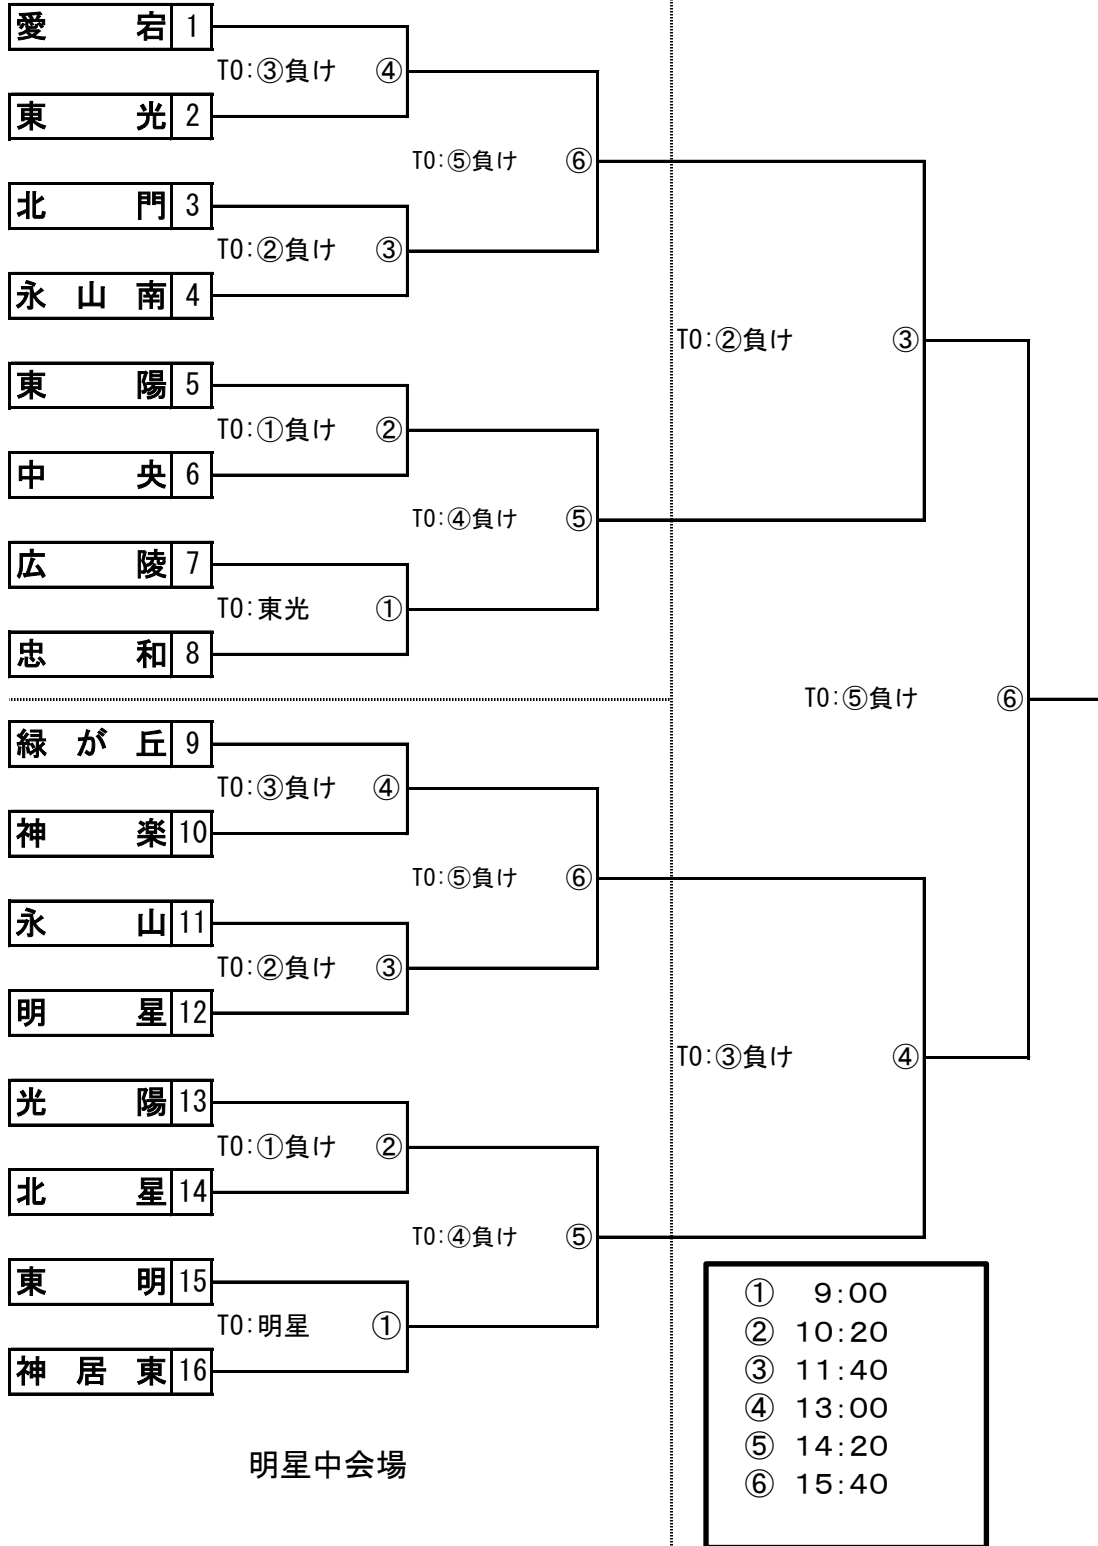 愛宕 1
TO:③負け ④
東光 2
TO:⑤負け ⑥
北門 3
TO:②負け ③
永山南 4
TO:②負け ③
東陽 5
TO:①負け ②
中央 6
TO:④負け ⑤
広陵 7
TO:東光 ①
忠和 8
TO:⑤負け ⑥
緑が丘 9
TO:③負け ④
神楽 10
TO:⑤負け ⑥
永山 11
TO:②負け ③
明星 12
TO:③負け ④
光陽 13
TO:①負け ②
北星 14
TO:④負け ⑤
東明 15
TO:明星 ①
神居東 16
① 9:00
② 10:20
③ 11:40
④ 13:00
⑤ 14:20
⑥ 15:40
明星中会場